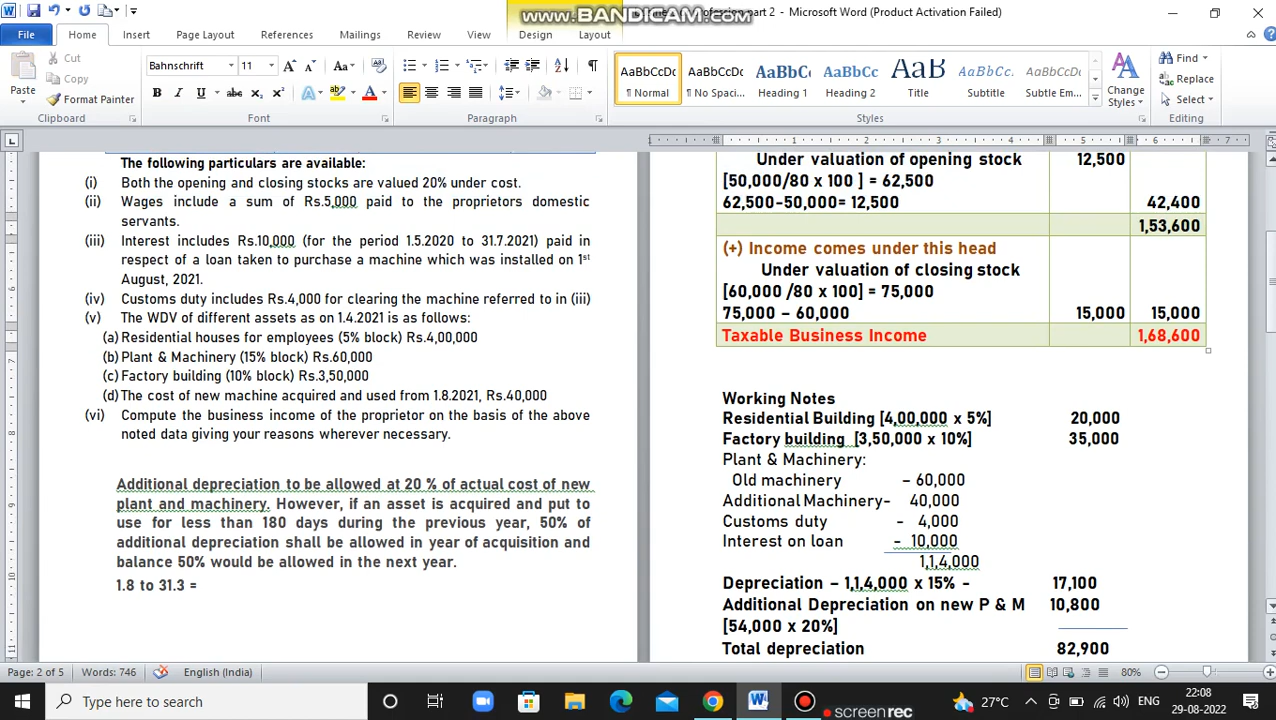 www.BANDICAM.com
part 2 - Microsoft Word (Product Activation Failed)
File Home Insert Page Layout References Mailings Review View Design Layout
Paste
Cut
Copy
Format Painter
Clipboard
Bahnschrift 11
Font
Paragraph
AaBbCcDc AaBbCcDc AaBbC AaBbCc AaB AaBbCc. AaBbCcDc
¶ Normal ¶ No Spaci... Heading 1 Heading 2 Title Subtitle Subtle Em...
Change Styles
Styles
Find
Replace
Select
Editing
The following particulars are available:
(i) Both the opening and closing stocks are valued 20% under cost.
(ii) Wages include a sum of Rs.5,000 paid to the proprietors domestic
servants.
(iii) Interest includes Rs.10,000 (for the period 1.5.2020 to 31.7.2021) paid in
respect of a loan taken to purchase a machine which was installed on 1st
August, 2021.
(iv) Customs duty includes Rs.4,000 for clearing the machine referred to in (iii)
(v) The WDV of different assets as on 1.4.2021 is as follows:
(a) Residential houses for employees (5% block) Rs.4,00,000
(b) Plant & Machinery (15% block) Rs.60,000
(c) Factory building (10% block) Rs.3,50,000
(d) The cost of new machine acquired and used from 1.8.2021, Rs.40,000
(vi) Compute the business income of the proprietor on the basis of the above
noted data giving your reasons wherever necessary.
Additional depreciation to be allowed at 20 % of actual cost of new
plant and machinery. However, if an asset is acquired and put to
use for less than 180 days during the previous year, 50% of
additional depreciation shall be allowed in year of acquisition and
balance 50% would be allowed in the next year.
1.8 to 31.3 =
Under valuation of opening stock 12,500
[50,000/80 x 100 ] = 62,500
62,500-50,000= 12,500 42,400
1,53,600
(+) Income comes under this head
Under valuation of closing stock
[60,000 /80 x 100] = 75,000
75,000 – 60,000 15,000 15,000
Taxable Business Income 1,68,600
Working Notes
Residential Building [4,00,000 x 5%] 20,000
Factory building [3,50,000 x 10%] 35,000
Plant & Machinery:
Old machinery – 60,000
Additional Machinery- 40,000
Customs duty - 4,000
Interest on loan – 10,000
1,1,4,000
Depreciation – 1,1,4,000 x 15% - 17,100
Additional Depreciation on new P & M 10,800
[54,000 x 20%]
Total depreciation 82,900
Page: 2 of 5 Words: 746 English (India) 80%
Type here to search
27°C ENG 22:08
29-08-2022
screen rec